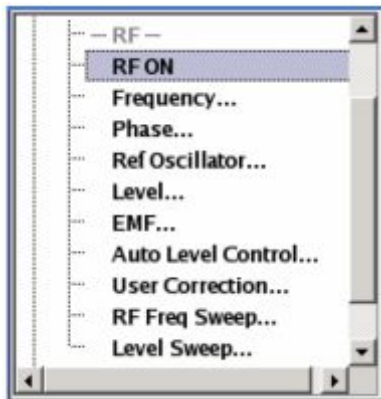 — RF —
RF ON
Frequency...
Phase...
Ref Oscillator...
Level...
EMF...
Auto Level Control...
User Correction...
RF Freq Sweep...
Level Sweep...